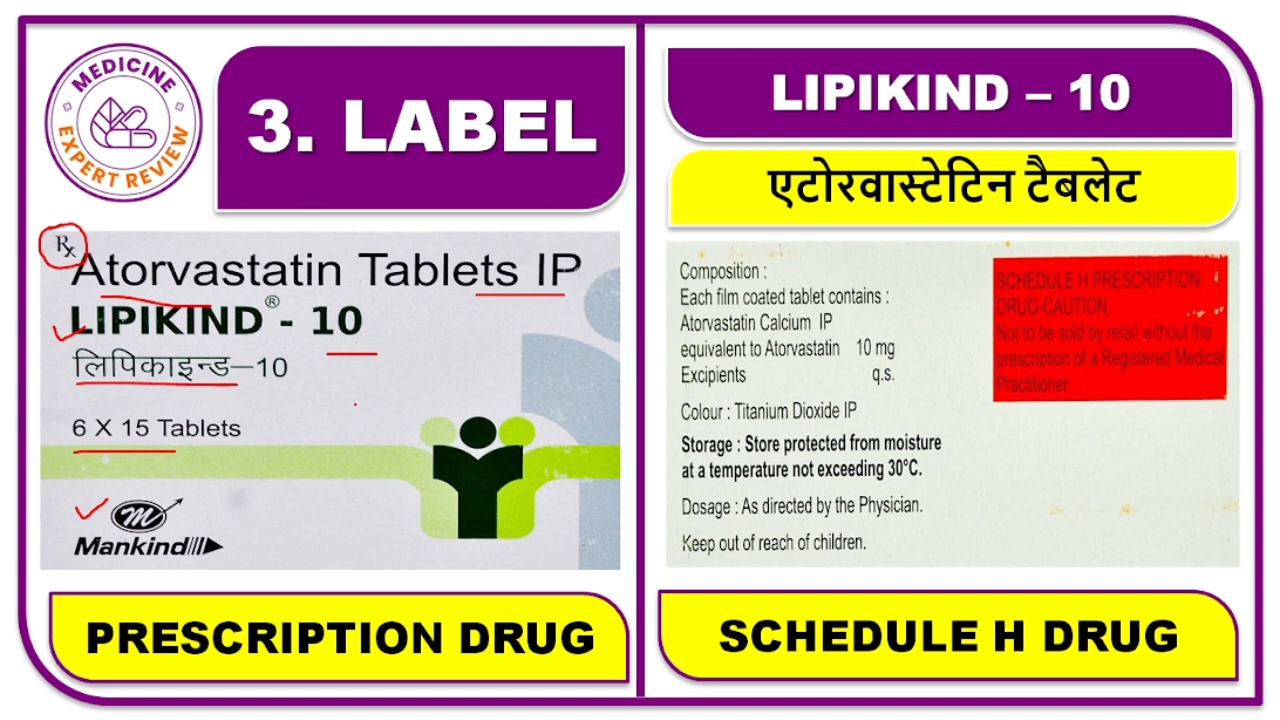 MEDICINE
EXPERT REVIEW
3. LABEL
Rx
Atorvastatin Tablets IP
LIPIKIND®- 10
लिपिकाइन्ड–10
6 X 15 Tablets
m
Mankind
PRESCRIPTION DRUG
LIPIKIND – 10
एटोरवास्टेटिन टैबलेट
Composition :
Each film coated tablet contains :
Atorvastatin Calcium IP
equivalent to Atorvastatin 10 mg
Excipients q.s.
Colour : Titanium Dioxide IP
Storage : Store protected from moisture
at a temperature not exceeding 30°C.
Dosage : As directed by the Physician.
Keep out of reach of children.
SCHEDULE H PRESCRIPTION
DRUG-CAUTION
Not to be sold by retail without the
prescription of a Registered Medical
Practitioner
SCHEDULE H DRUG